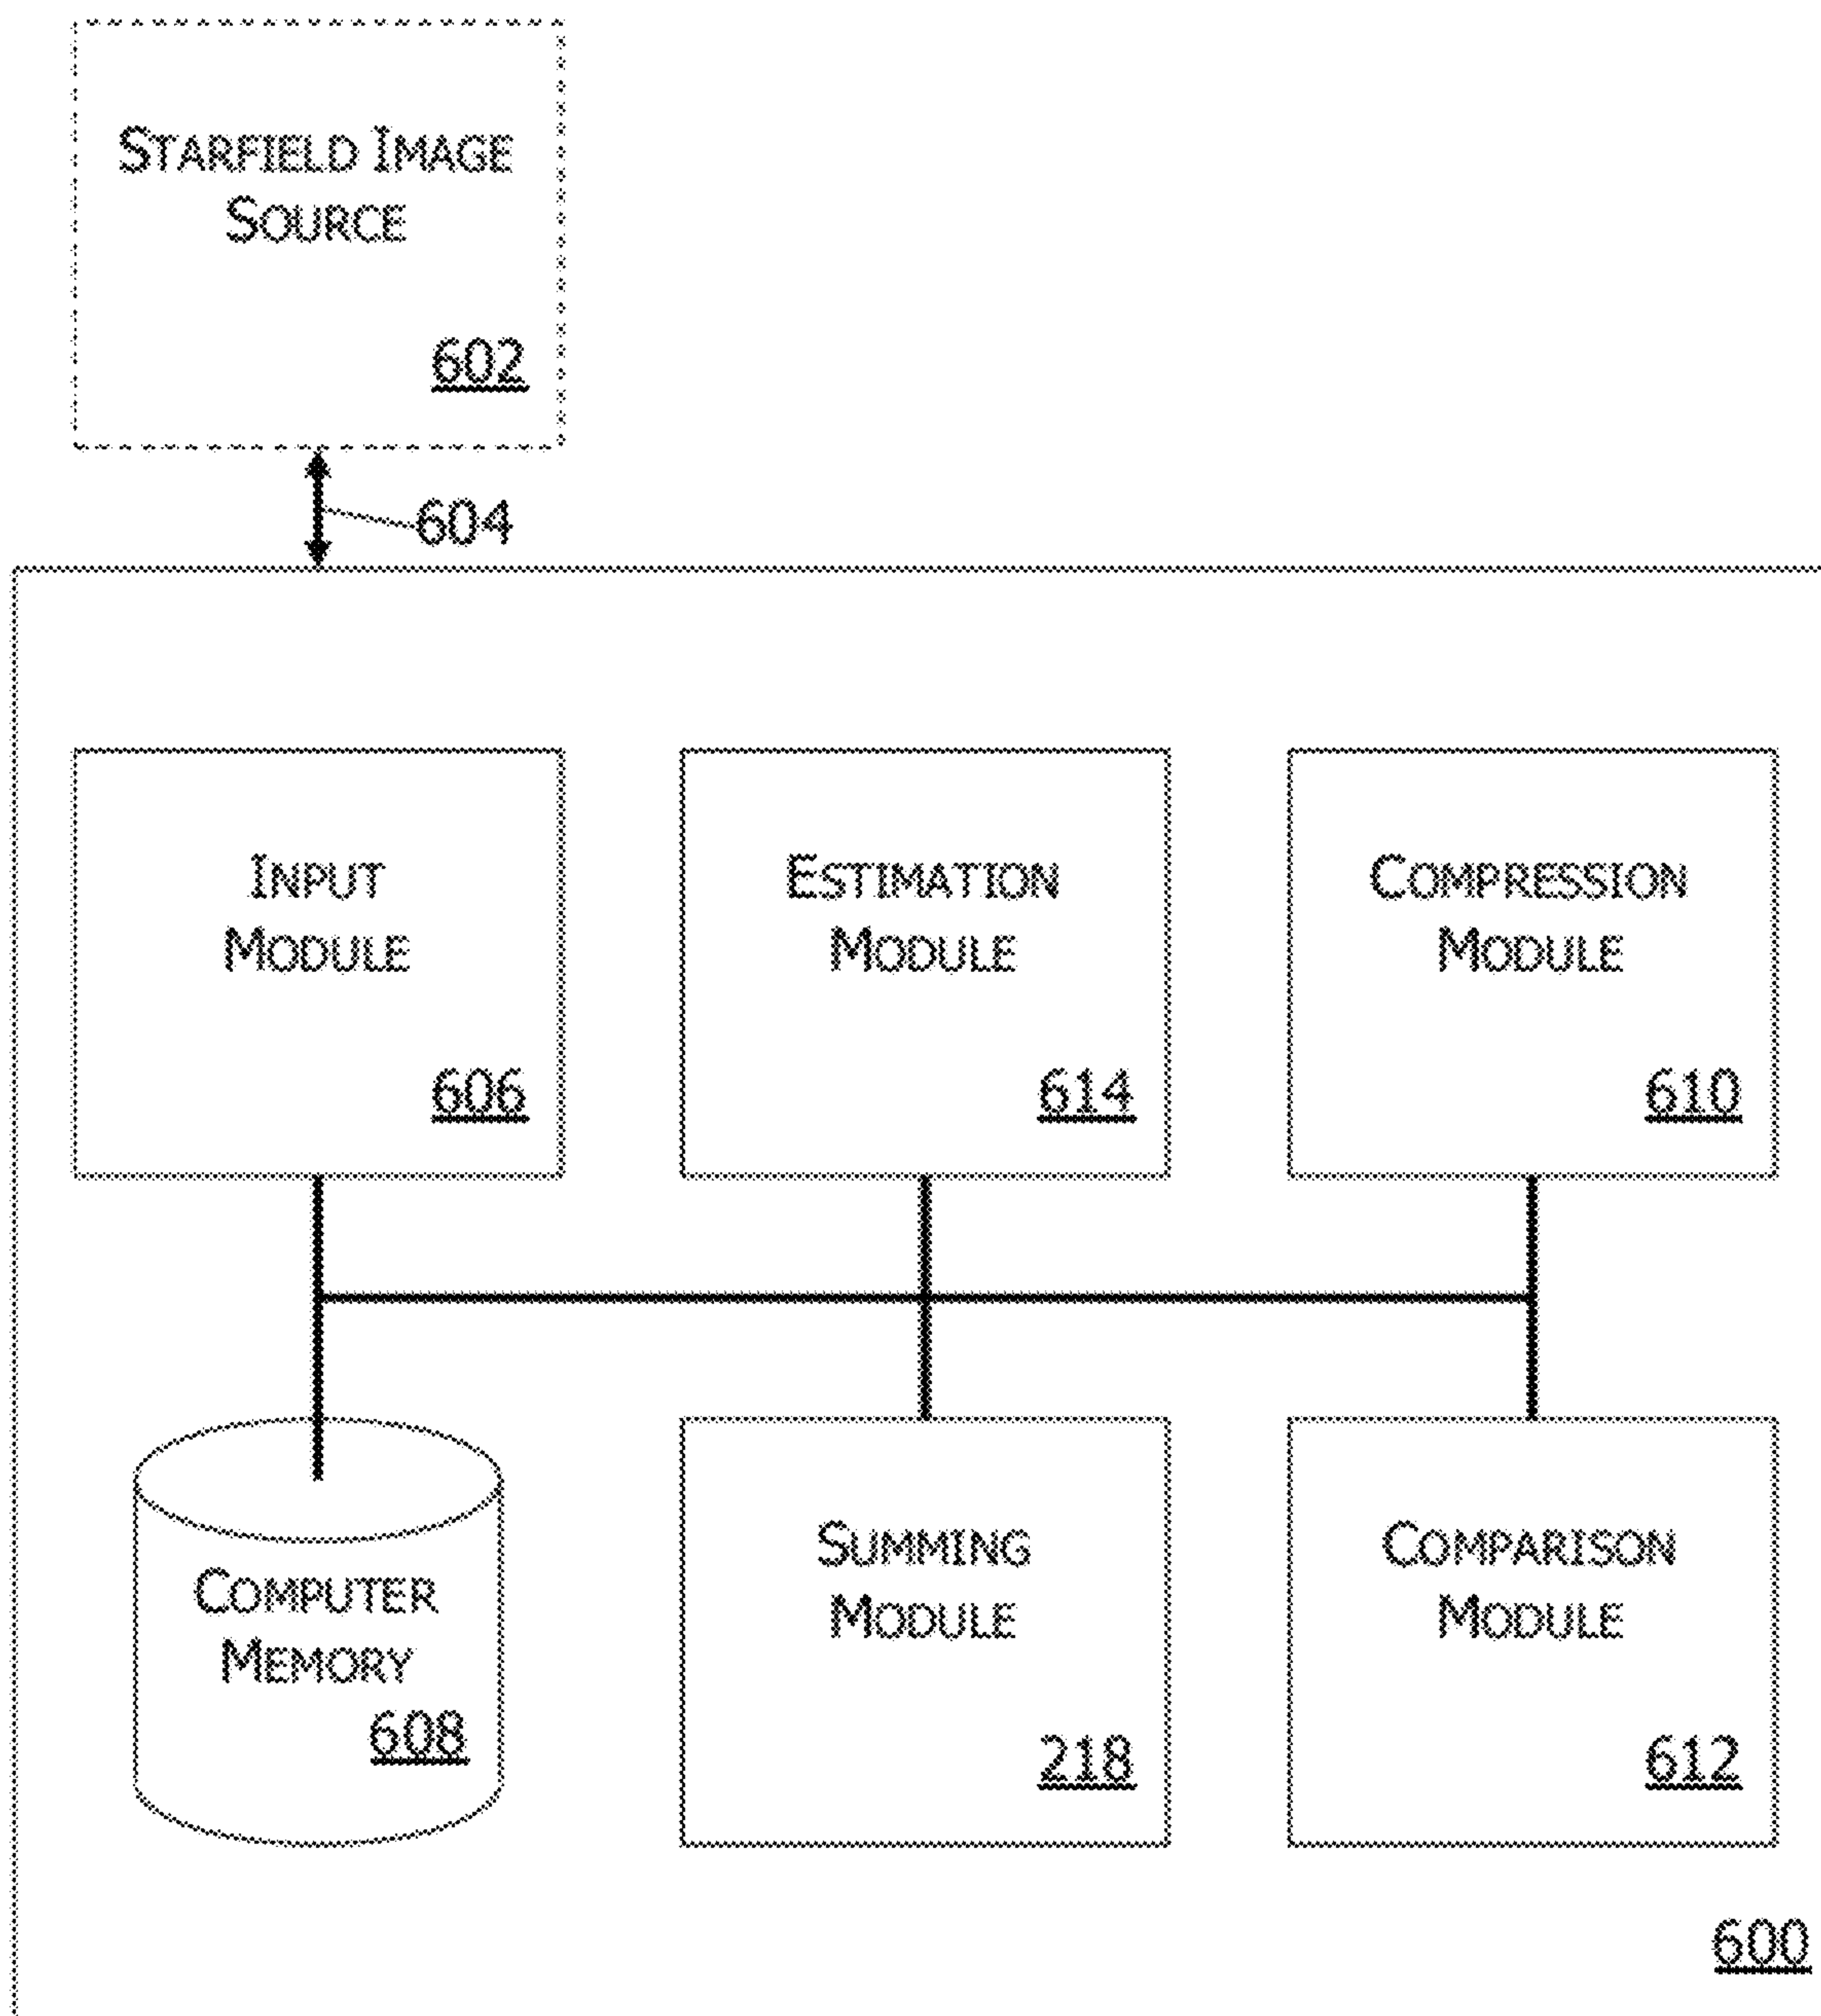 STARFIELD IMAGE
SOURCE
602
604
INPUT
MODULE
606
ESTIMATION
MODULE
614
COMPRESSION
MODULE
610
COMPUTER
MEMORY
608
SUMMING
MODULE
218
COMPARISON
MODULE
612
600